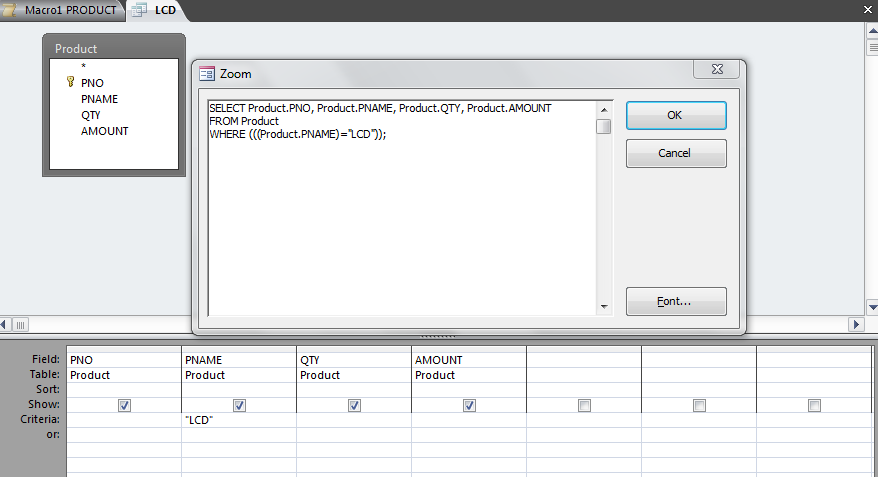 Macro1 PRODUCT LCD
Product
*
PNO
PNAME
QTY
AMOUNT
Zoom
SELECT Product.PNO, Product.PNAME, Product.QTY, Product.AMOUNT
FROM Product
WHERE (((Product.PNAME)="LCD"));
OK
Cancel
Font...
Field: PNO PNAME QTY AMOUNT
Table: Product Product Product Product
Sort:
Show:
Criteria: "LCD"
or: